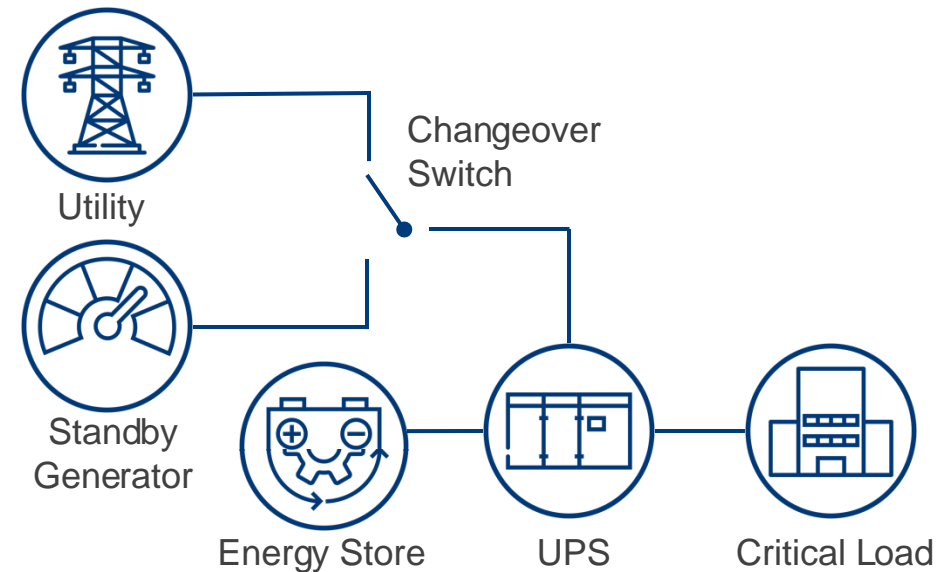 Changeover
Switch
Utility
Standby
Generator
Energy Store
UPS
Critical Load